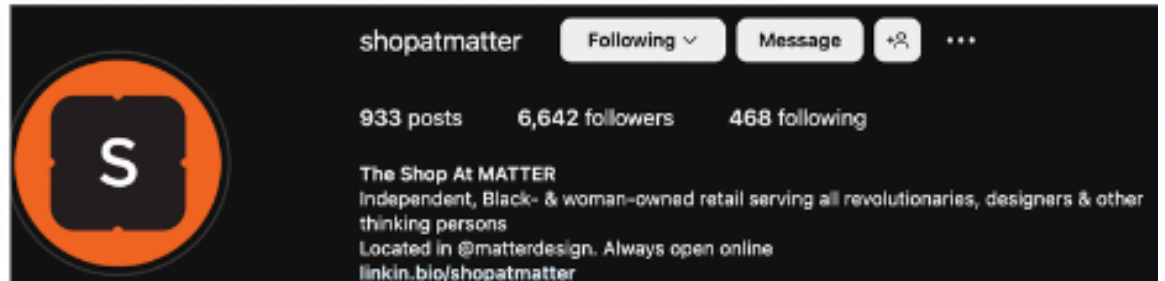 shopatmatter Following Message
933 posts 6,642 followers 468 following
S
The Shop At MATTER
Independent, Black- & woman-owned retail serving all revolutionaries, designers & other
thinking persons
Located in @matterdesign. Always open online
linkin.bio/shopatmatter